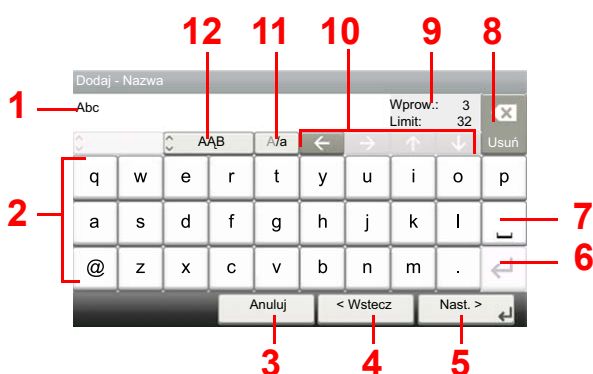 12 11 10 9 8
Dodaj - Nazwa
1 Abc Wprow.: 3
Limit: 32
AĄB A/a ← → ↑ ↓ Usuń
q w e r t y u i o p
2 a s d f g h j k l 7
@ z x c v b n m . 6
Anuluj < Wstecz Nast. >
3 4 5